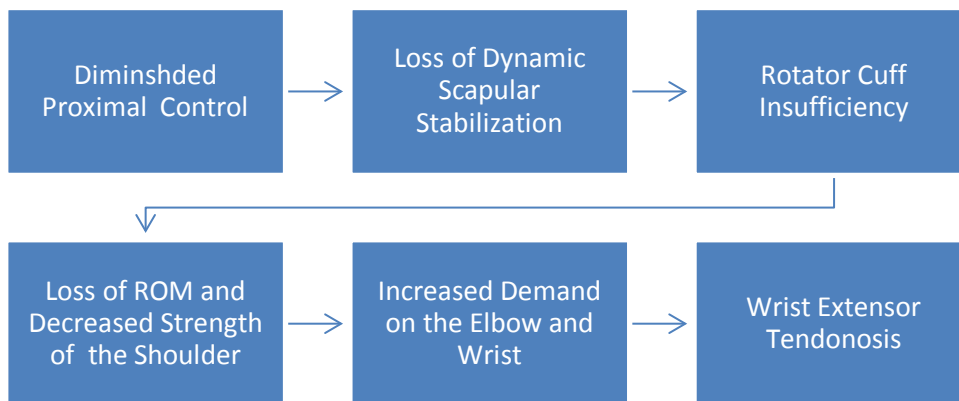 Diminshded
Proximal Control
Loss of Dynamic
Scapular
Stabilization
Rotator Cuff
Insufficiency
Loss of ROM and
Decreased Strength
of the Shoulder
Increased Demand
on the Elbow and
Wrist
Wrist Extensor
Tendonosis